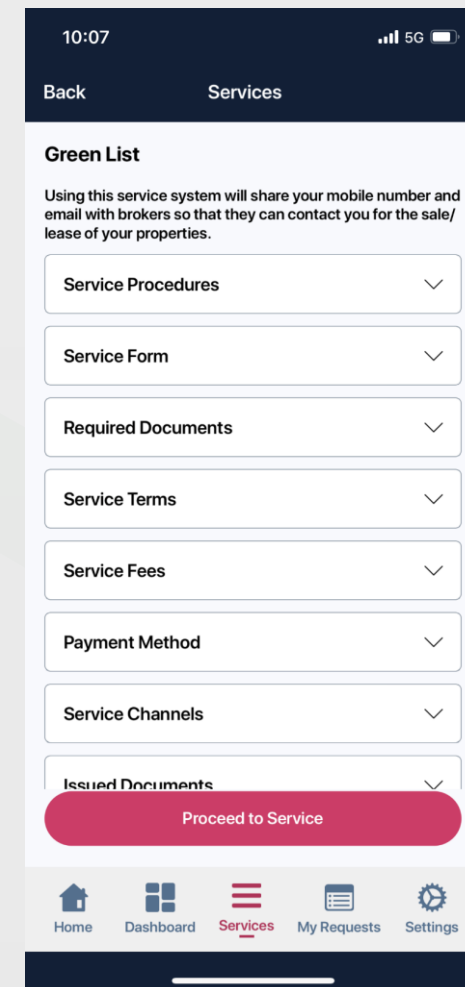 10:07 5G
Back Services
Green List
Using this service system will share your mobile number and
email with brokers so that they can contact you for the sale/
lease of your properties.
Service Procedures
Service Form
Required Documents
Service Terms
Service Fees
Payment Method
Service Channels
Issued Documents
Proceed to Service
Home Dashboard Services My Requests Settings